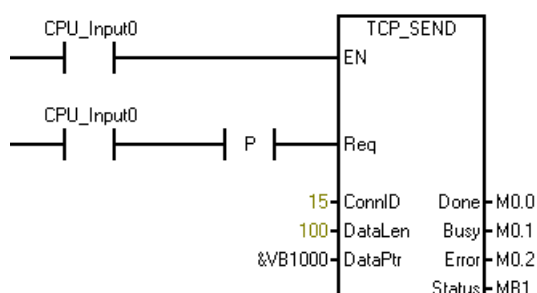 CPU_Input0 TCP_SEND
EN
CPU_Input0
P Req
15 ConnID Done M0.0
100 DataLen Busy M0.1
&VB1000 DataPtr Error M0.2
Status MB1